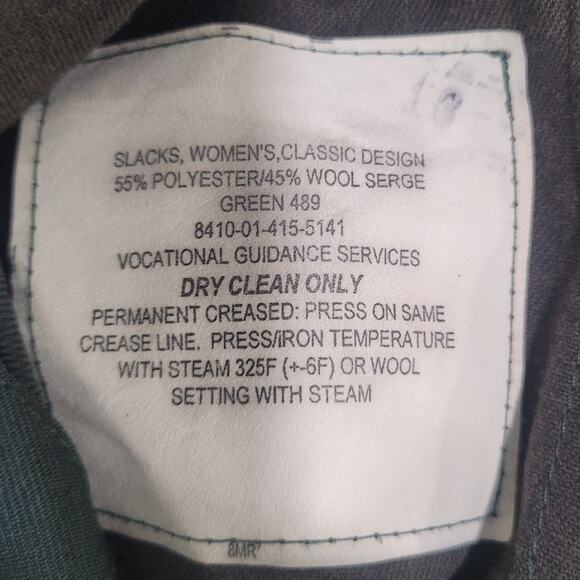 SLACKS, WOMEN'S,CLASSIC DESIGN
55% POLYESTER/45% WOOL SERGE
GREEN 489
8410-01-415-5141
VOCATIONAL GUIDANCE SERVICES
DRY CLEAN ONLY
PERMANENT CREASED: PRESS ON SAME
CREASE LINE. PRESS/IRON TEMPERATURE
WITH STEAM 325F (+-6F) OR WOOL
SETTING WITH STEAM
8MR